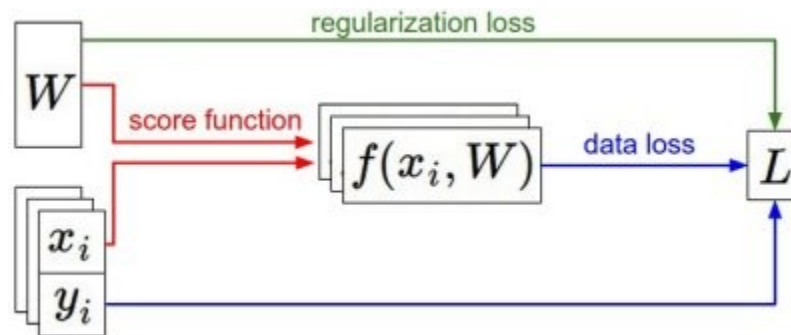 regularization loss
W
score function
f(x_i, W)
data loss
L
x_i
y_i